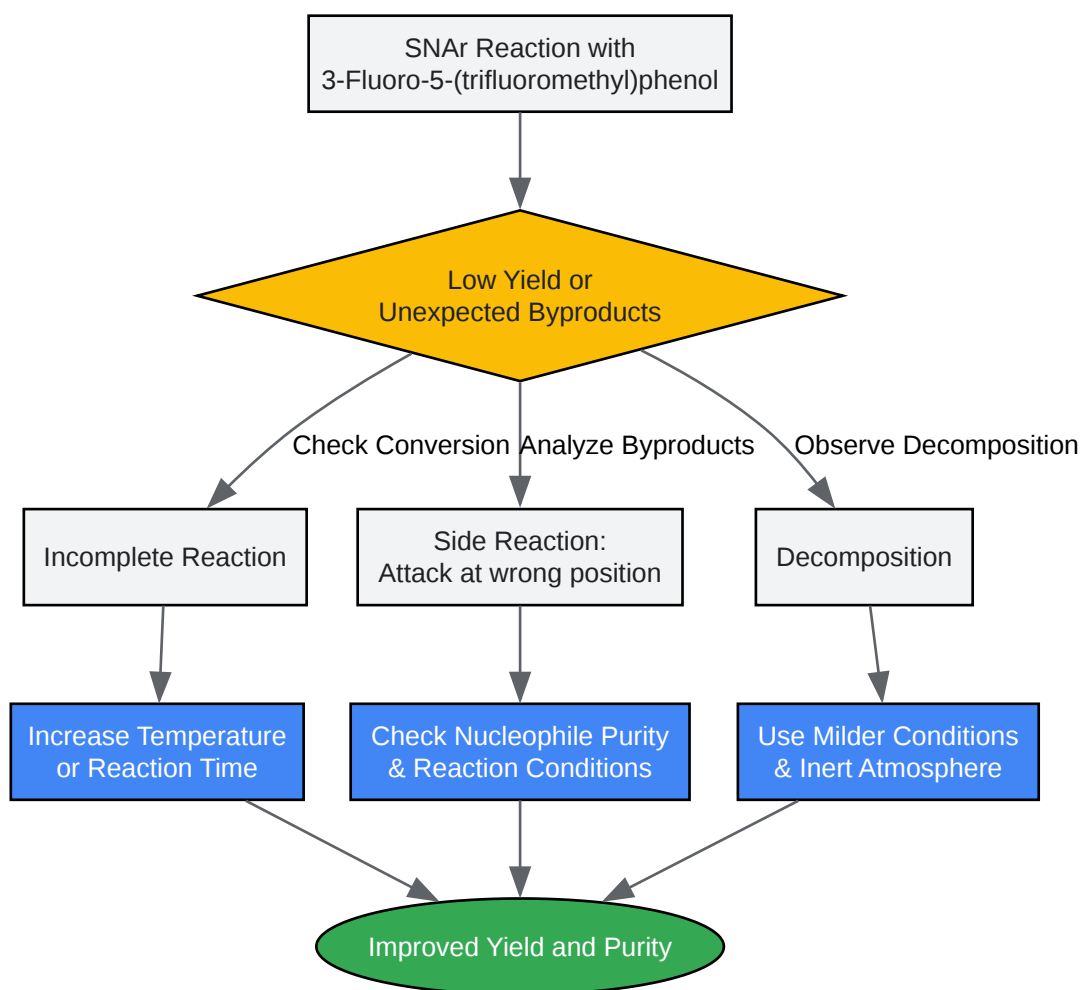 SNAr Reaction with
3-Fluoro-5-(trifluoromethyl)phenol
Low Yield or
Unexpected Byproducts
Check Conversion
Analyze Byproducts
Observe Decomposition
Incomplete Reaction
Side Reaction:
Attack at wrong position
Decomposition
Increase Temperature
or Reaction Time
Check Nucleophile Purity
& Reaction Conditions
Use Milder Conditions
& Inert Atmosphere
Improved Yield and Purity